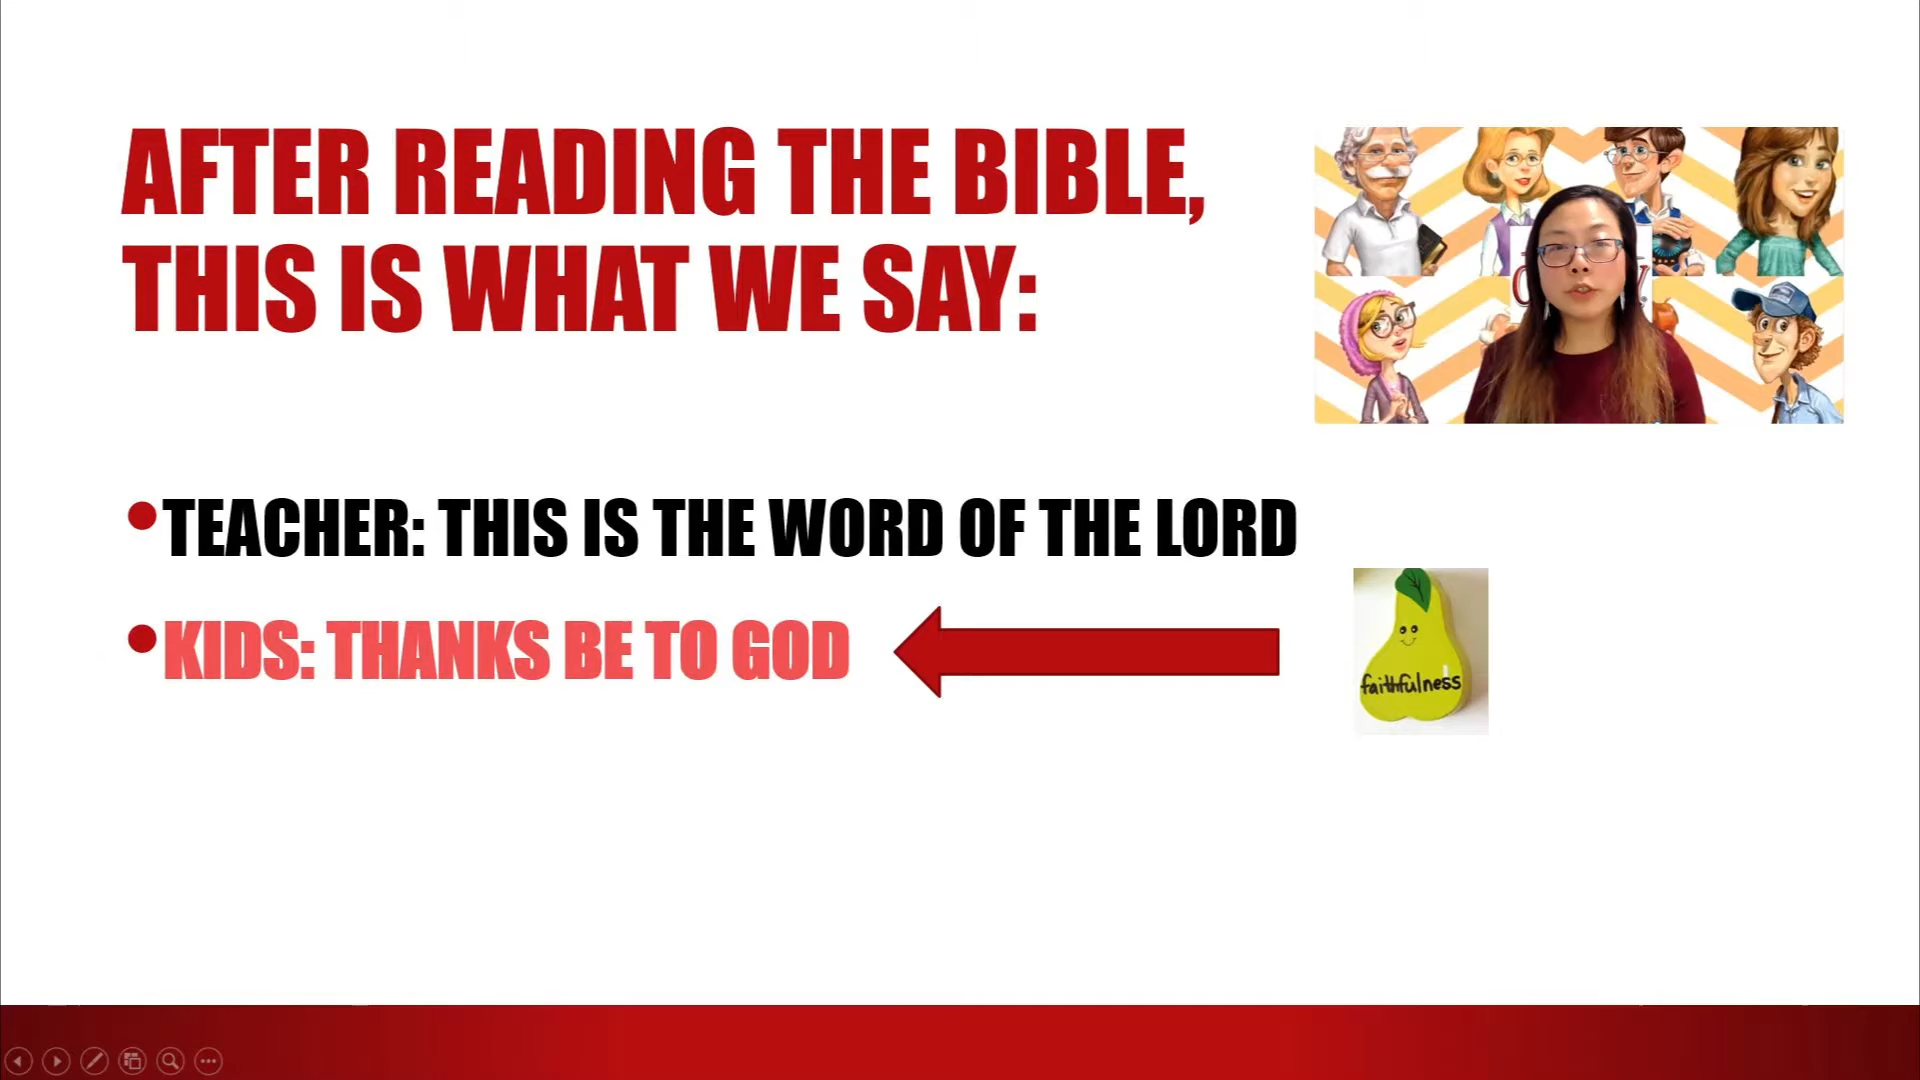 AFTER READING THE BIBLE,
THIS IS WHAT WE SAY:
•TEACHER: THIS IS THE WORD OF THE LORD
•KIDS: THANKS BE TO GOD
faithfulness